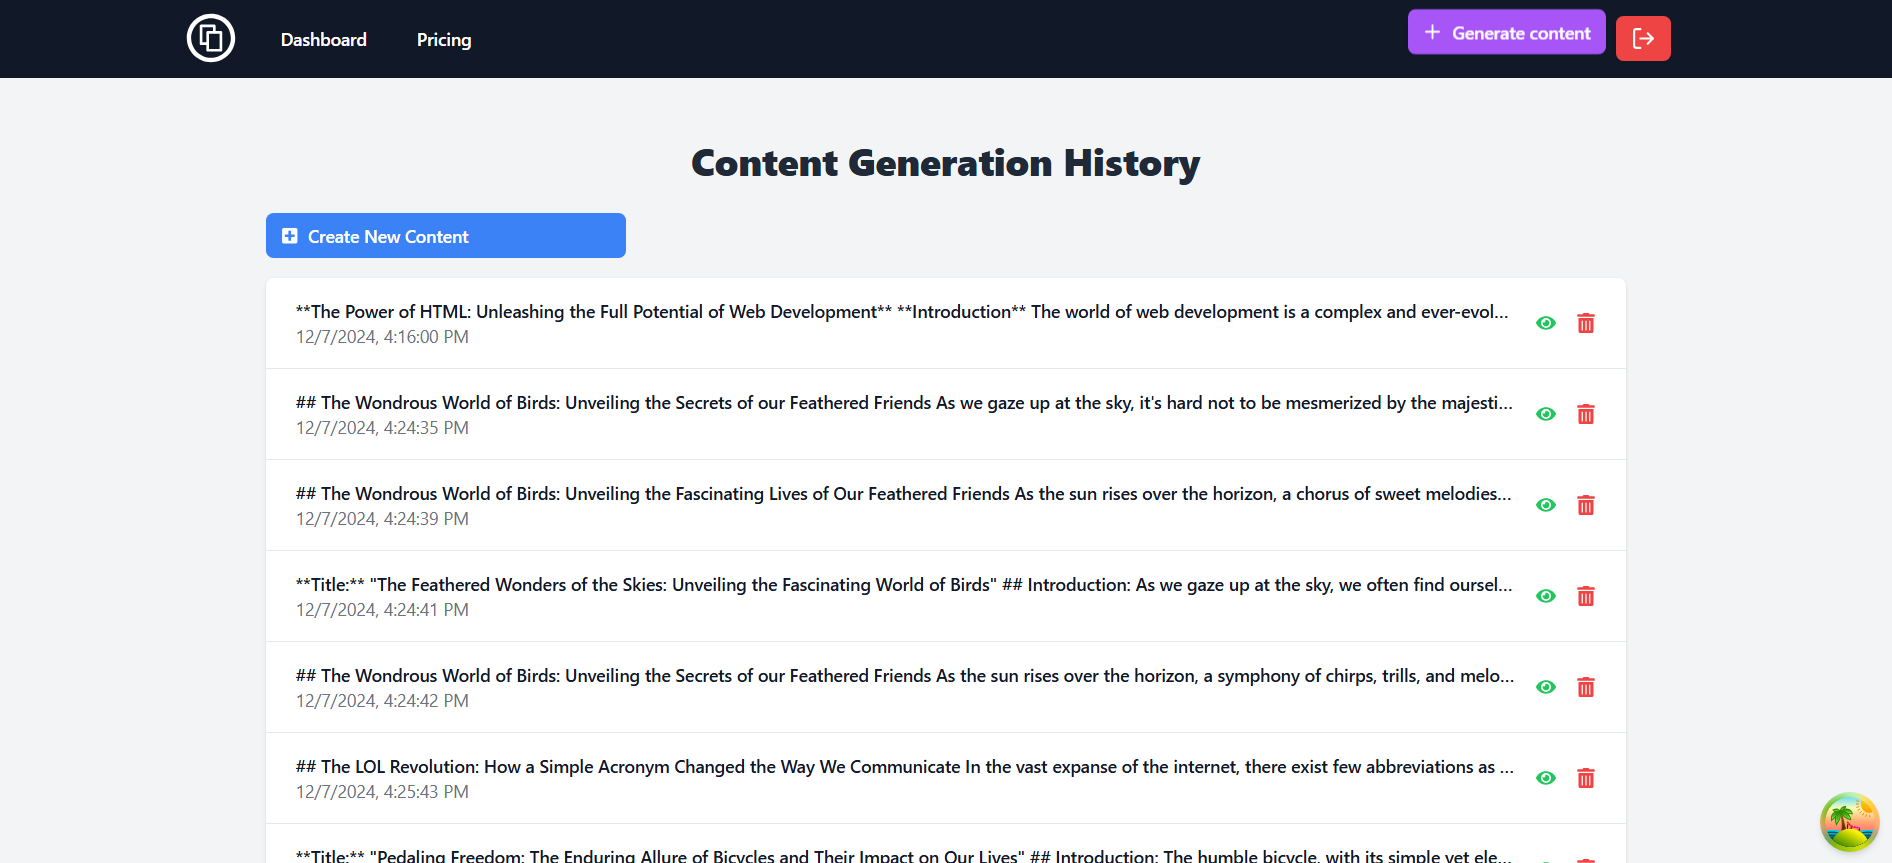 Dashboard
Pricing
Generate content
Content Generation History
Create New Content
**The Power of HTML: Unleashing the Full Potential of Web Development** **Introduction** The world of web development is a complex and ever-evol...
12/7/2024, 4:16:00 PM
## The Wondrous World of Birds: Unveiling the Secrets of our Feathered Friends As we gaze up at the sky, it's hard not to be mesmerized by the majesti...
12/7/2024, 4:24:35 PM
## The Wondrous World of Birds: Unveiling the Fascinating Lives of Our Feathered Friends As the sun rises over the horizon, a chorus of sweet melodies...
12/7/2024, 4:24:39 PM
**Title:** "The Feathered Wonders of the Skies: Unveiling the Fascinating World of Birds" ## Introduction: As we gaze up at the sky, we often find oursel...
12/7/2024, 4:24:41 PM
## The Wondrous World of Birds: Unveiling the Secrets of our Feathered Friends As the sun rises over the horizon, a symphony of chirps, trills, and melo...
12/7/2024, 4:24:42 PM
## The LOL Revolution: How a Simple Acronym Changed the Way We Communicate In the vast expanse of the internet, there exist few abbreviations as ...
12/7/2024, 4:25:43 PM
**Title:** "Pedaling Freedom: The Enduring Allure of Bicycles and Their Impact on Our Lives" ## Introduction: The humble bicycle, with its simple yet ele...